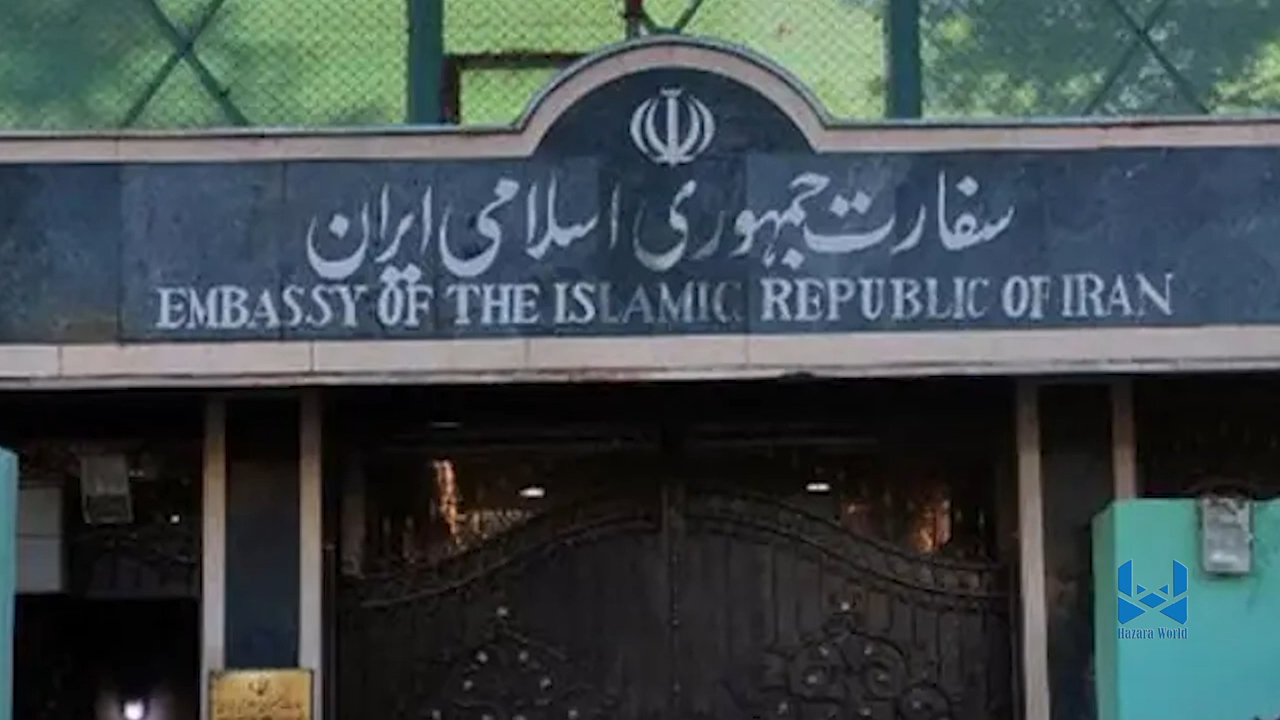 سفارت جمهوری اسلامی ایران
EMBASSY OF THE ISLAMIC REPUBLIC OF IRAN
Hazara World